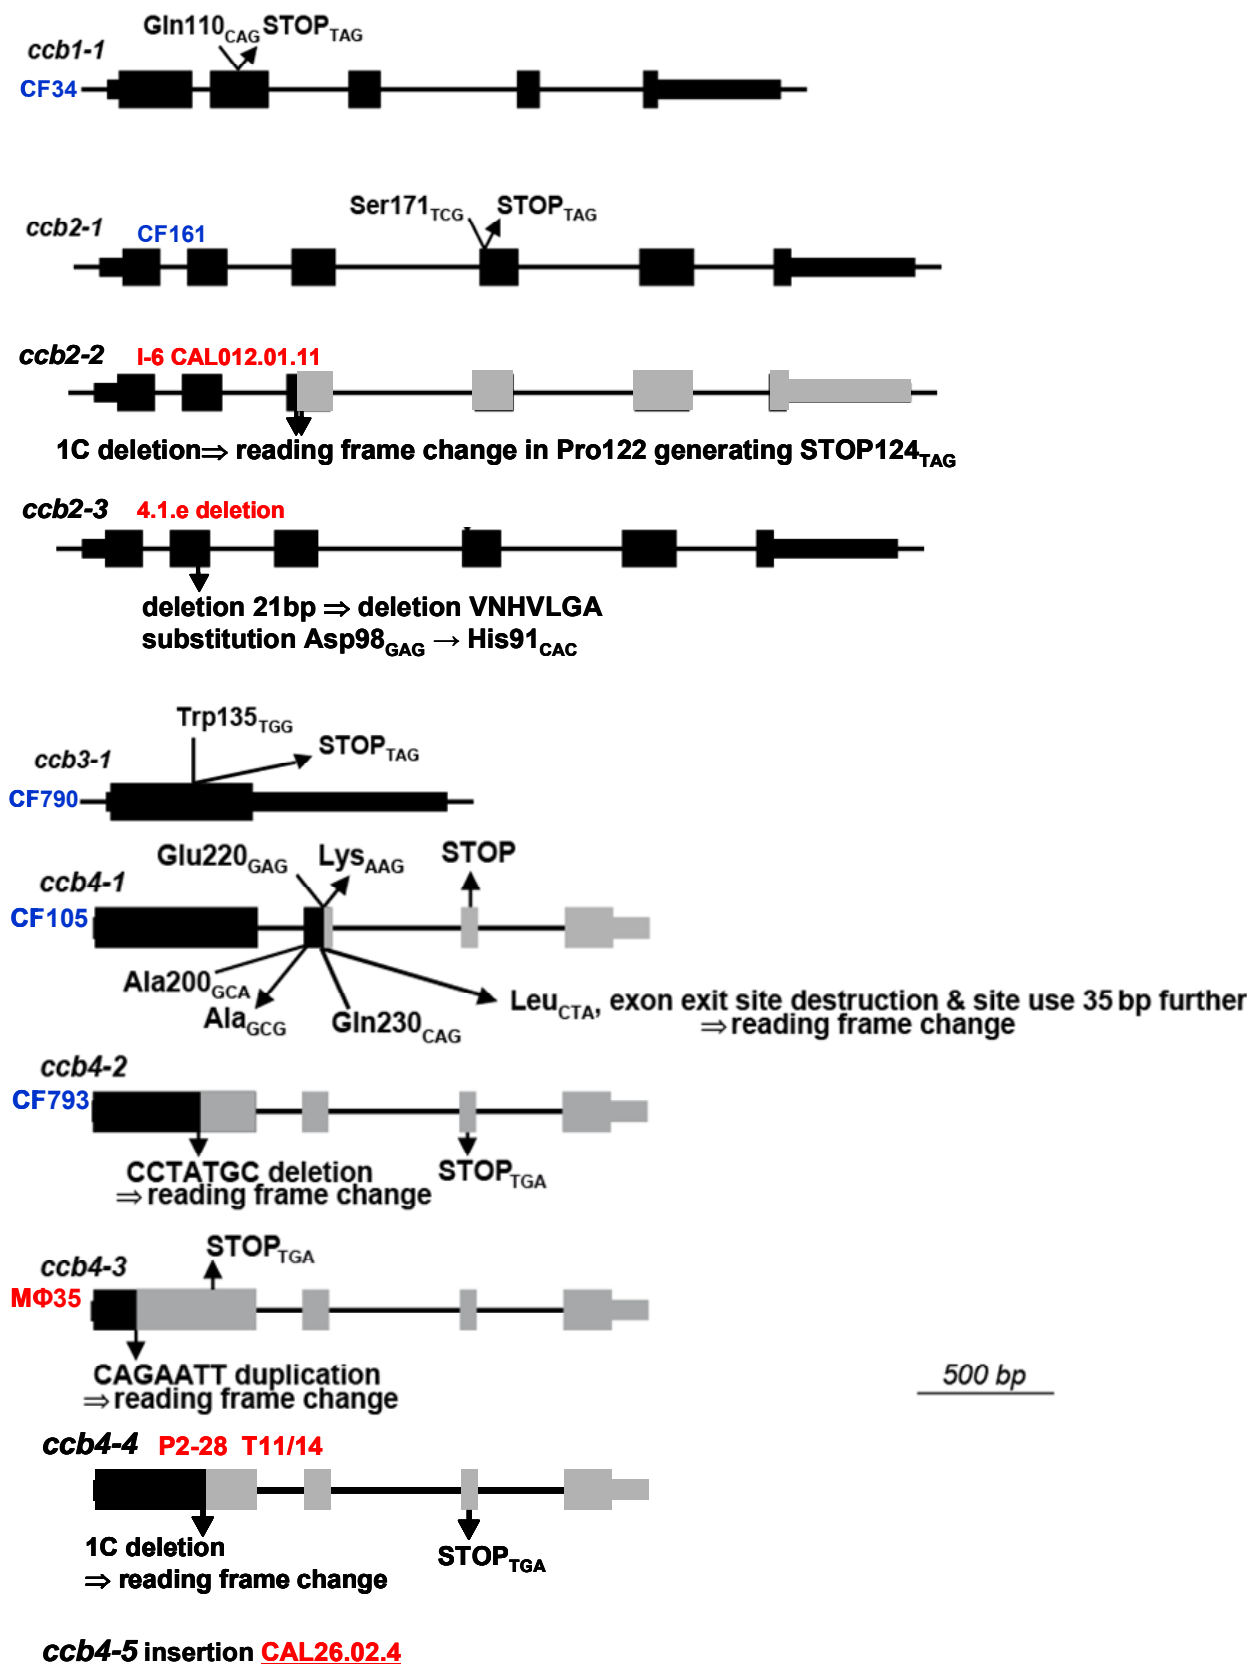 Gln110CAG STOPTAG
ccb1-1
CF34
Ser171TCG STOPTAG
ccb2-1 CF161
ccb2-2 I-6 CAL012.01.11
1C deletion⇒ reading frame change in Pro122 generating STOP124TAG
ccb2-3 4.1.e deletion
deletion 21bp ⇒ deletion VNHVLGA
substitution Asp98GAG → His91CAC
Trp135TGG
STOPTAG
ccb3-1
CF790
Glu220GAG LysAAG STOP
ccb4-1
CF105
Ala200GCA
AlaGCG
Gln230CAG
LeuCTA, exon exit site destruction & site use 35 bp further
⇒ reading frame change
ccb4-2
CF793
CCTATGC deletion
⇒ reading frame change
STOPTGA
STOPTGA
ccb4-3
MΦ35
CAGAATT duplication
⇒ reading frame change
500 bp
ccb4-4 P2-28 T11/14
1C deletion
⇒ reading frame change
STOPTGA
ccb4-5 insertion CAL26.02.4